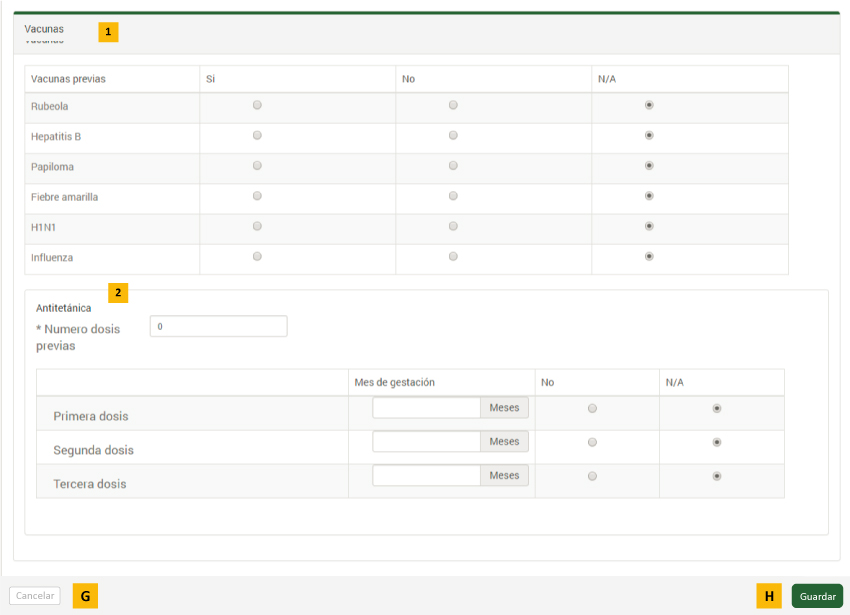 Vacunas 1
Vacunas
Vacunas previas Si No N/A
Rubeola
Hepatitis B
Papiloma
Fiebre amarilla
H1N1
Influenza
2
Antitetánica
* Numero dosis 0
previas
Mes de gestación No N/A
Primera dosis Meses
Segunda dosis Meses
Tercera dosis Meses
Cancelar G H Guardar